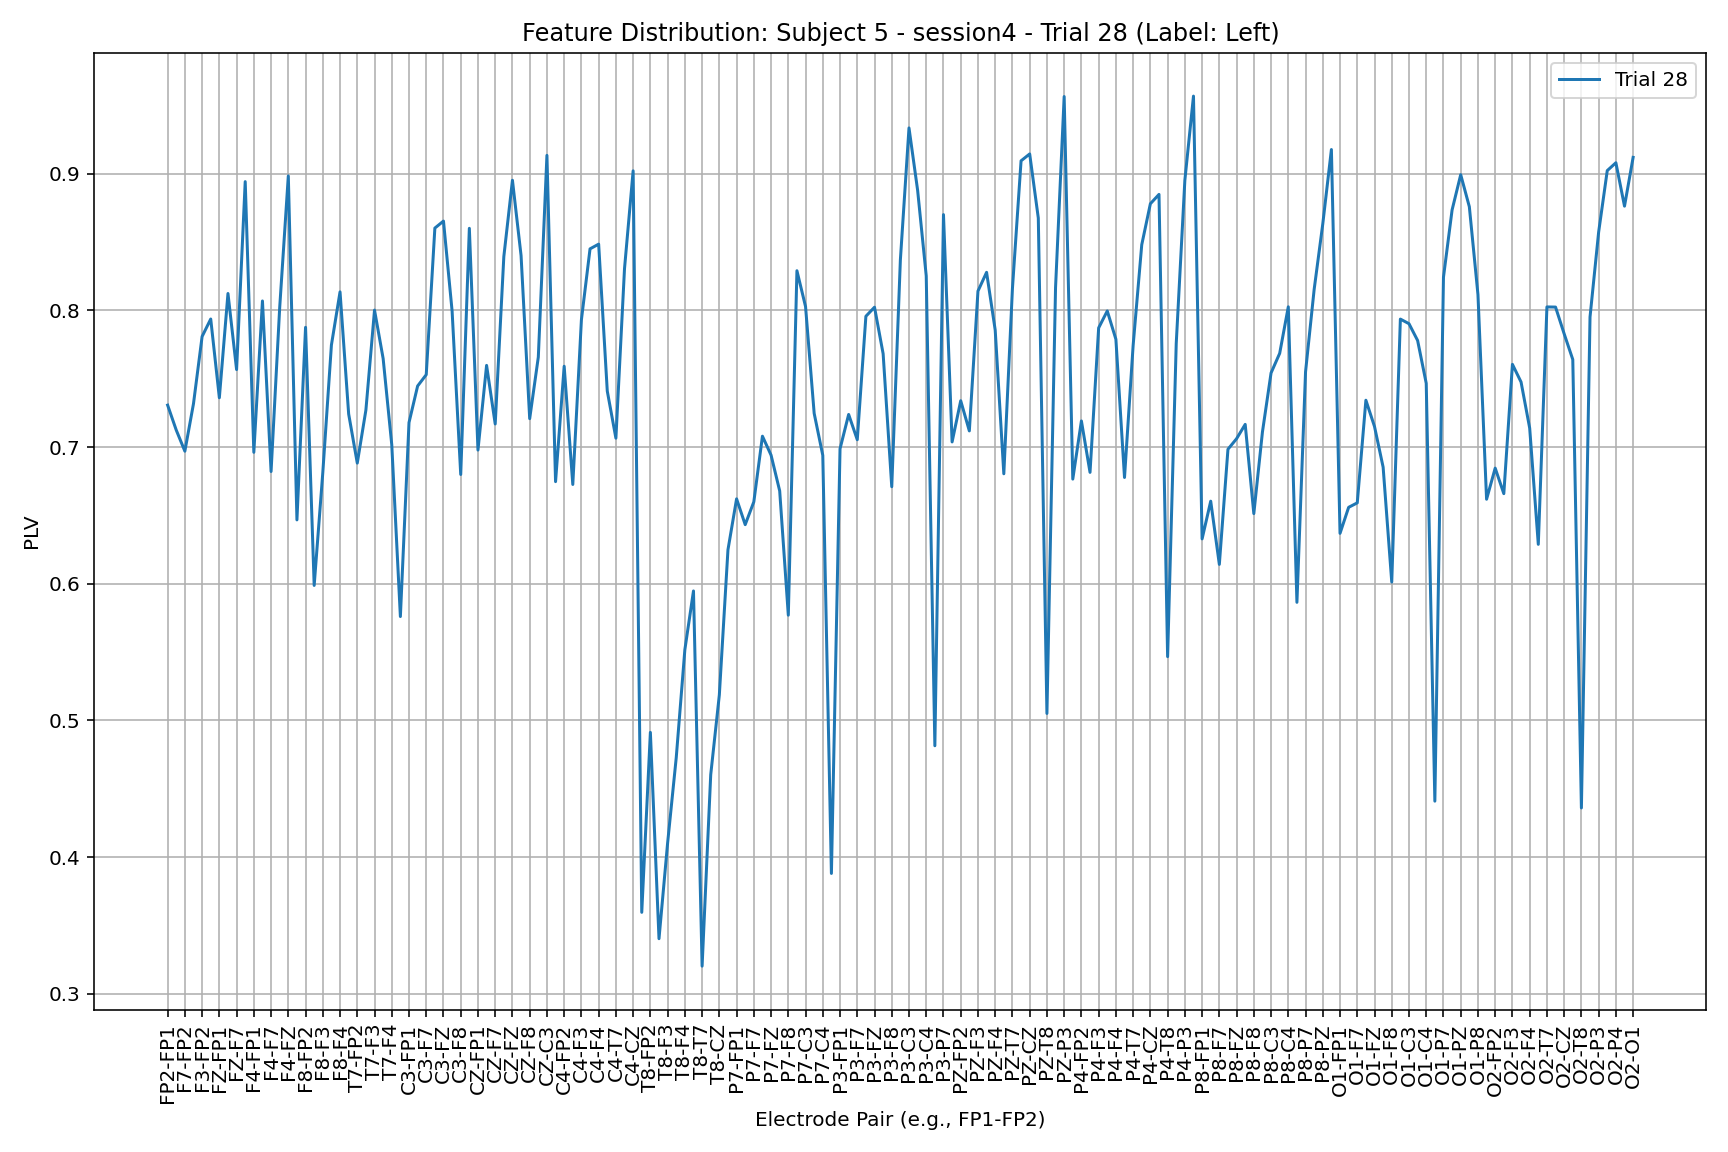 Feature Distribution: Subject 5 - session4 - Trial 28 (Label: Left)
Trial 28
PLV
0.9
0.8
0.7
0.6
0.5
0.4
0.3
FP2-FP1
F7-FP2
F3-FP2
FZ-FP1
FZ-F7
F4-FP1
F4-F7
F4-FZ
F8-FP2
F8-F3
F8-F4
T7-FP2
T7-F3
T7-F4
C3-FP1
C3-F7
C3-FZ
C3-F8
CZ-FP1
CZ-F7
CZ-FZ
CZ-F8
CZ-C3
C4-FP2
C4-F3
C4-F4
C4-T7
C4-CZ
T8-FP2
T8-F3
T8-F4
T8-T7
T8-CZ
P7-FP1
P7-F7
P7-FZ
P7-F8
P7-C3
P7-C4
P3-FP1
P3-F7
P3-FZ
P3-F8
P3-C3
P3-C4
P3-P7
PZ-FP2
PZ-F3
PZ-F4
PZ-T7
PZ-CZ
PZ-T8
PZ-P3
P4-FP2
P4-F3
P4-F4
P4-T7
P4-CZ
P4-T8
P4-P3
P8-FP1
P8-F7
P8-FZ
P8-F8
P8-C3
P8-C4
P8-P7
P8-PZ
O1-FP1
O1-F7
O1-FZ
O1-F8
O1-C3
O1-C4
O1-P7
O1-PZ
O1-P8
O2-FP2
O2-F3
O2-F4
O2-T7
O2-CZ
O2-T8
O2-P3
O2-P4
O2-O1
Electrode Pair (e.g., FP1-FP2)